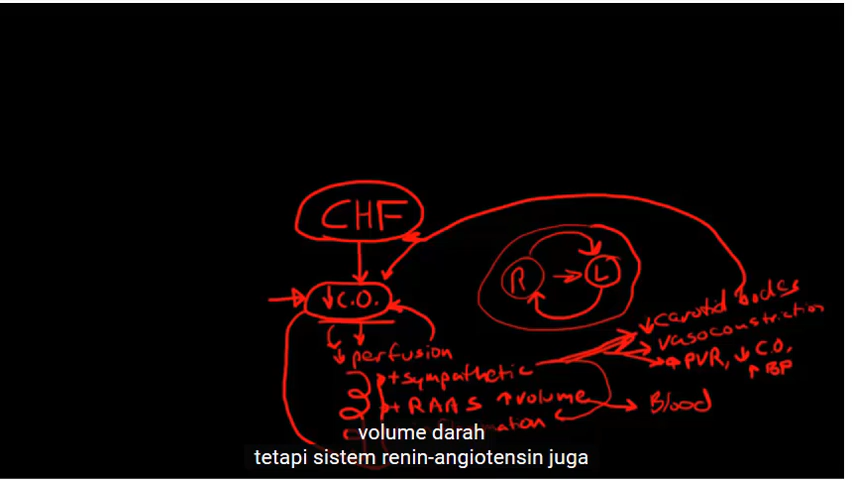 CHF
↓C.O.
R → L
↓ perfusion
+ sympathetic
+ RAAS ↑volume → Blood
↓carotid bodies
vasoconstriction
↑PVR, ↓C.O,
↑BP
volume darah
tetapi sistem renin-angiotensin juga